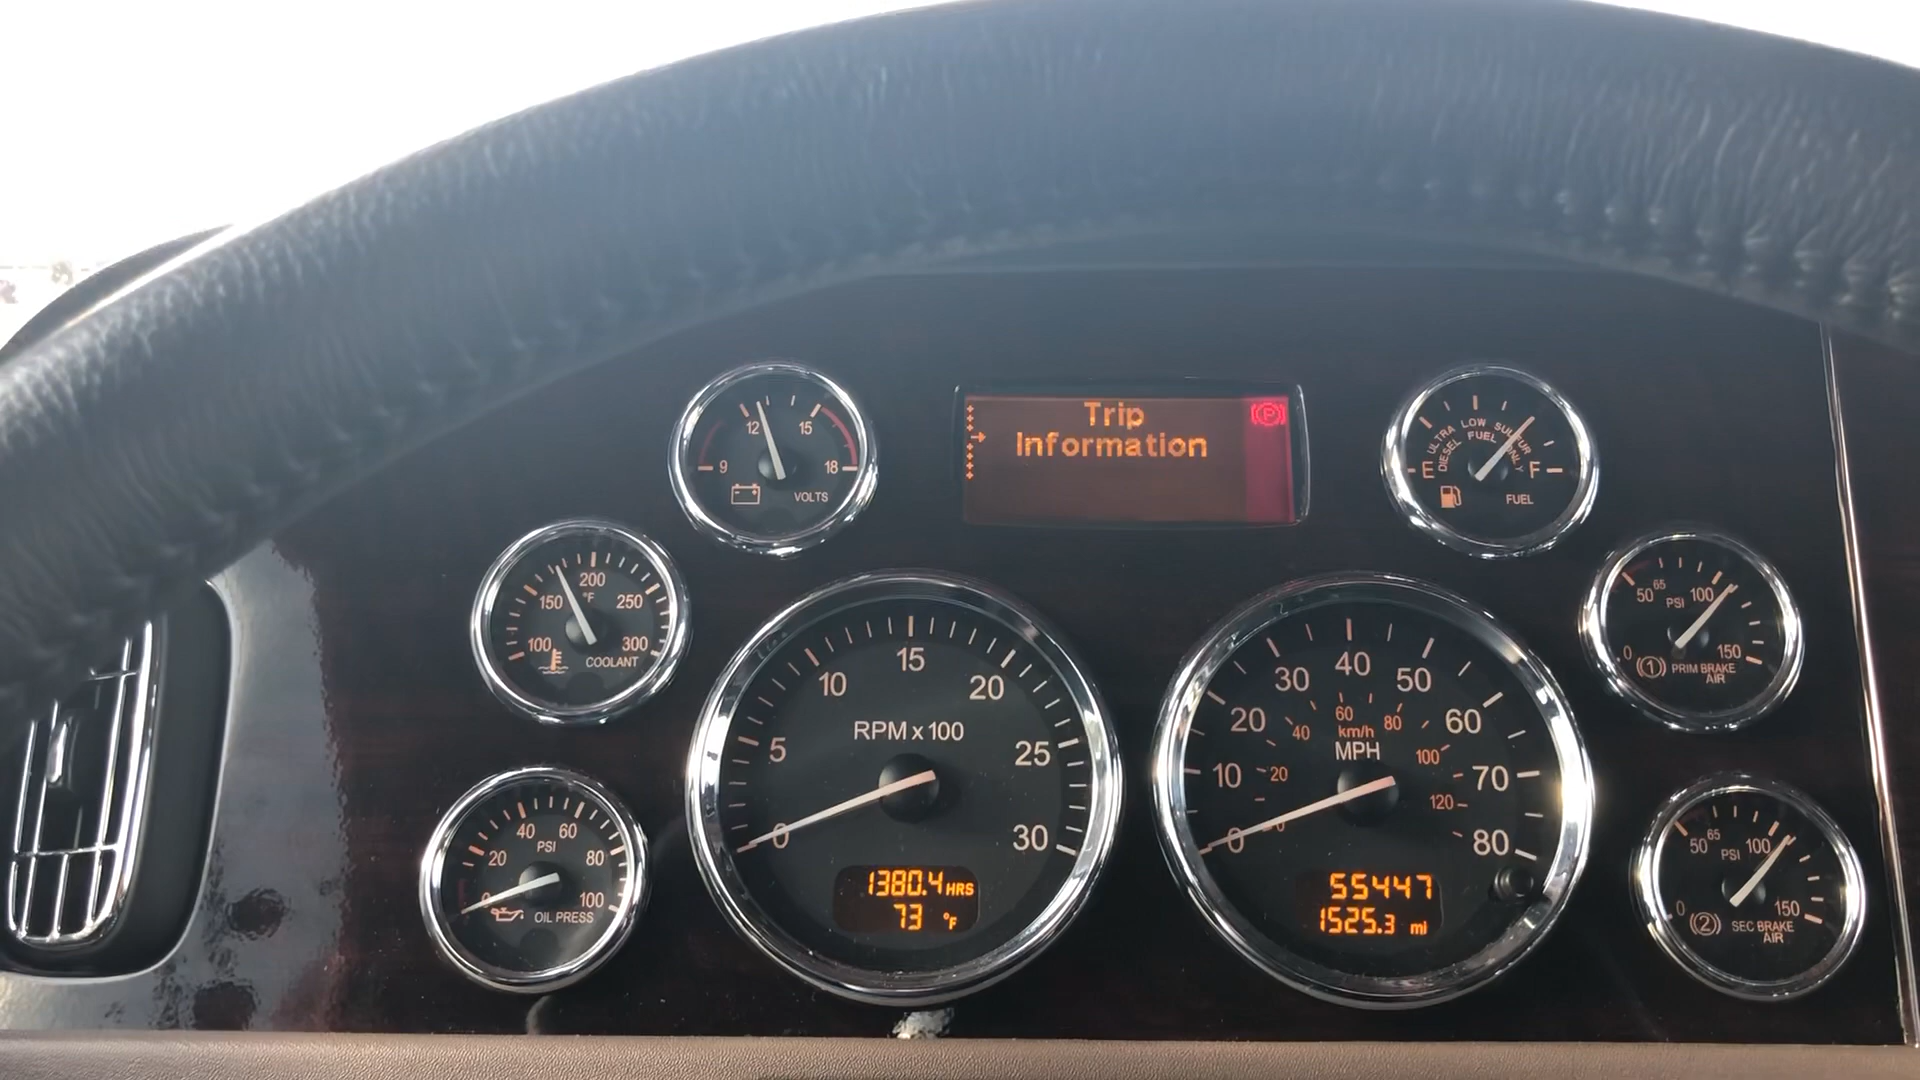 Trip
Information
(P)
12 15
9 18
VOLTS
ULTRA LOW SULFUR
DIESEL FUEL ONLY
E F
FUEL
200
°F
150 250
100 300
COOLANT
50 65 100
PSI
0 150
(1) PRIM BRAKE
AIR
15
10 20
RPM x 100
5 25
0 30
1380.4 HRS
73 °F
40
30 50
20 60
60
40 80
km/h
MPH
100
10 20 70
120
0 0 80
55447
1525.3 mi
40 60
PSI
20 80
0 100
OIL PRESS
50 65 100
PSI
0 150
(2) SEC BRAKE
AIR